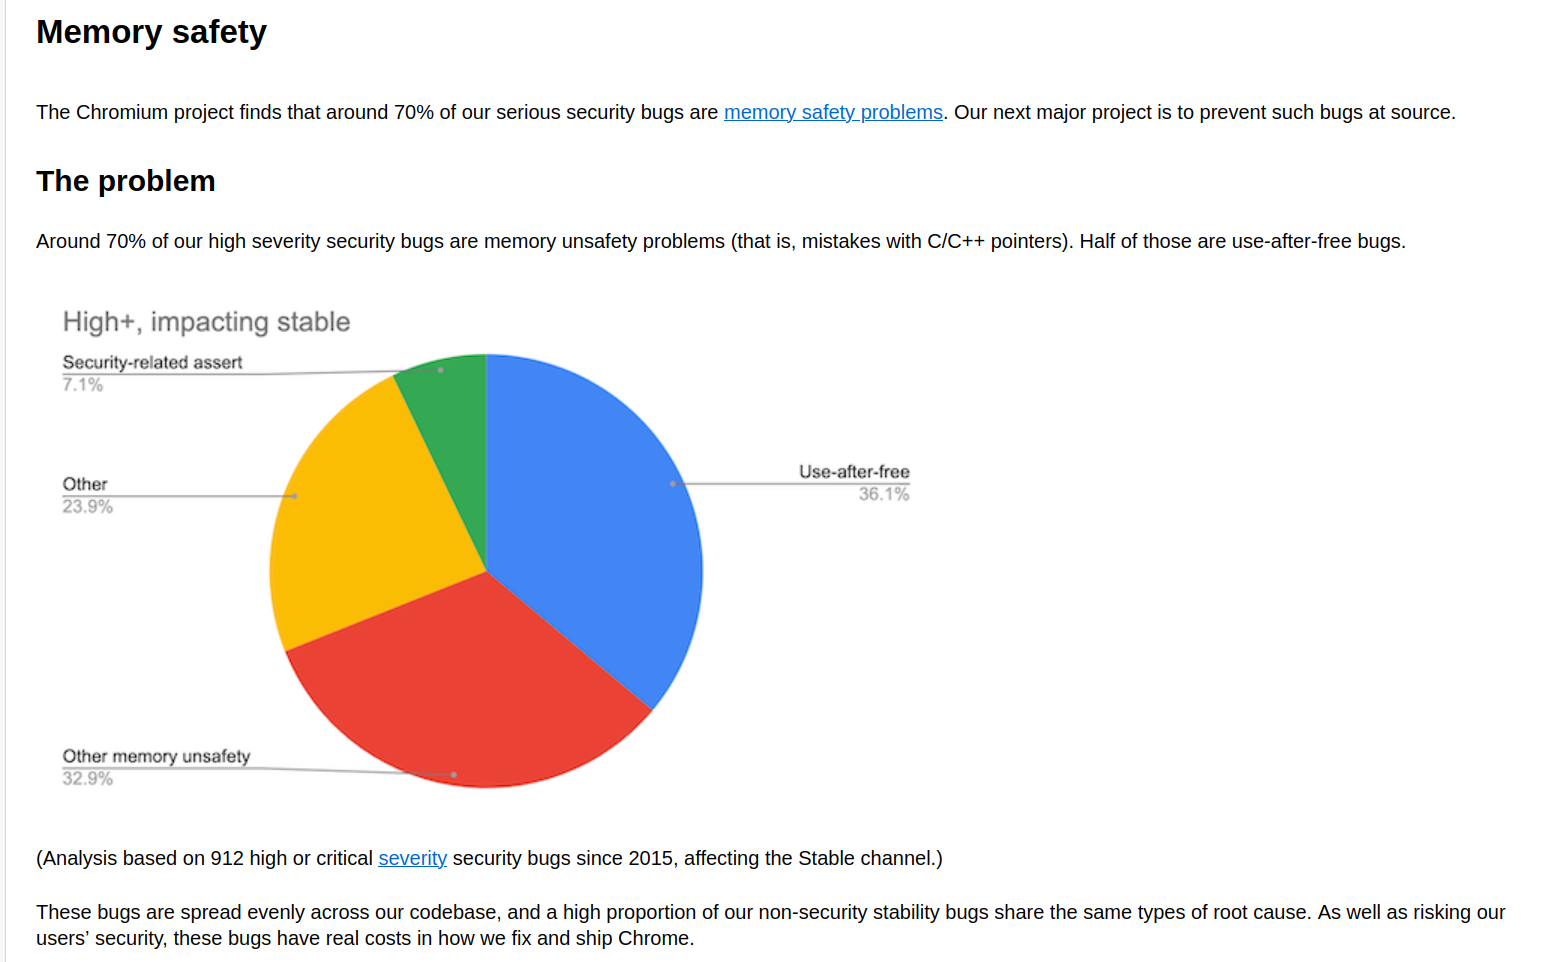 Memory safety
The Chromium project finds that around 70% of our serious security bugs are memory safety problems. Our next major project is to prevent such bugs at source.
The problem
Around 70% of our high severity security bugs are memory unsafety problems (that is, mistakes with C/C++ pointers). Half of those are use-after-free bugs.
High+, impacting stable
Security-related assert
7.1%
Use-after-free
36.1%
Other
23.9%
Other memory unsafety
32.9%
(Analysis based on 912 high or critical severity security bugs since 2015, affecting the Stable channel.)
These bugs are spread evenly across our codebase, and a high proportion of our non-security stability bugs share the same types of root cause. As well as risking our
users’ security, these bugs have real costs in how we fix and ship Chrome.